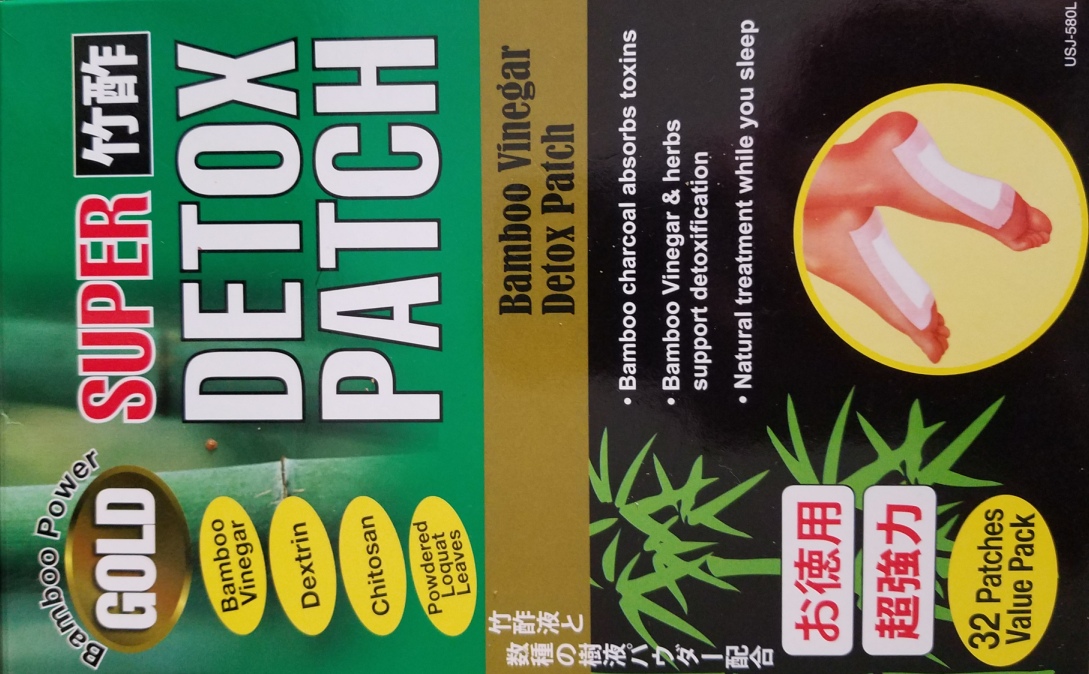 Bamboo Power
GOLD
SUPER 竹酢
DETOX
PATCH
Bamboo
Vinegar
Dextrin
Chitosan
Powdered
Loquat
Leaves
Bamboo Vinegar
Detox Patch
竹酢液と
数種の樹液パウダー配合
• Bamboo charcoal absorbs toxins
• Bamboo Vinegar & herbs
support detoxification
• Natural treatment while you sleep
お徳用
超強力
32 Patches
Value Pack
USJ-580L